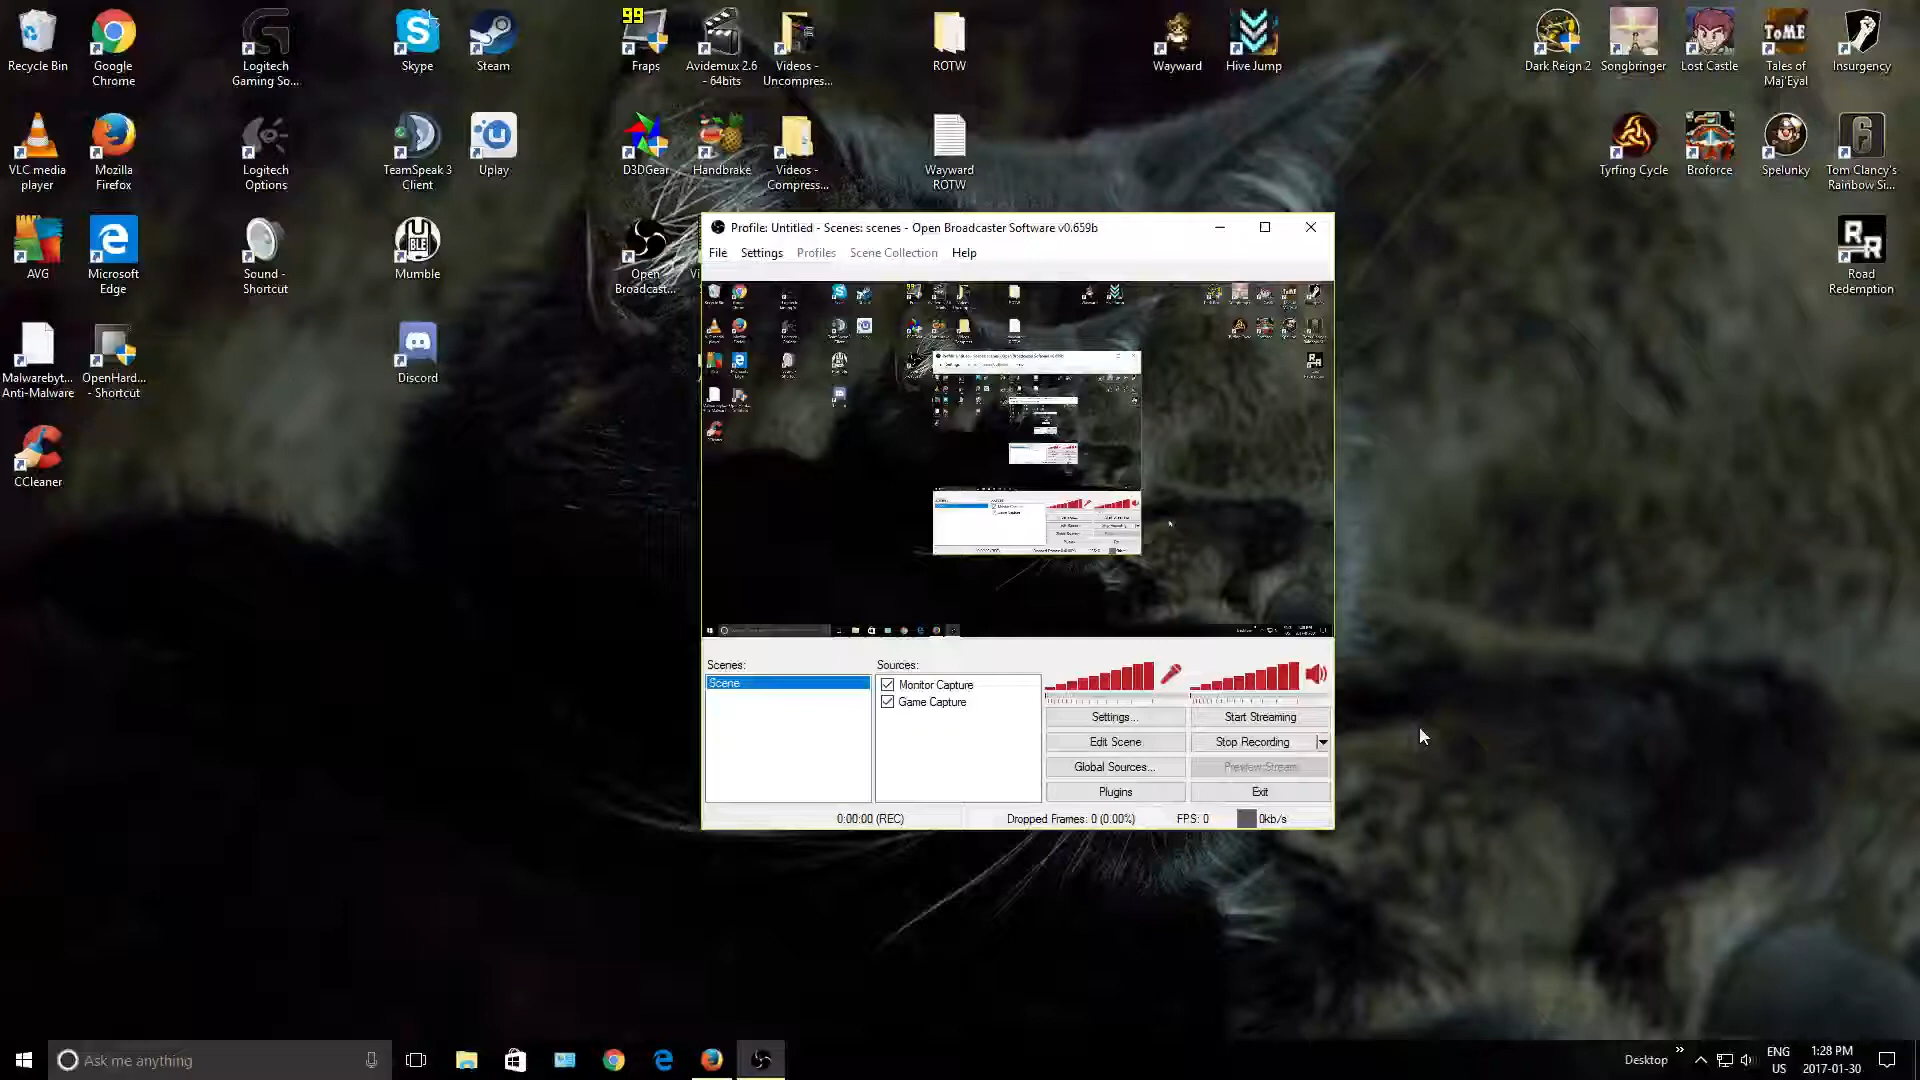 Recycle Bin
Google
Chrome
Logitech
Gaming So...
Skype
Steam
99
Fraps
Avidemux 2.6
- 64bits
Videos -
Uncompres...
ROTW
Wayward
Hive Jump
Dark Reign 2
Songbringer
Lost Castle
ToME
Tales of
Maj'Eyal
Insurgency
VLC media
player
Mozilla
Firefox
Logitech
Options
TeamSpeak 3
Client
Uplay
D3DGear
Handbrake
Videos -
Compress...
Wayward
ROTW
Tyrfing Cycle
Broforce
Spelunky
6
Tom Clancy's
Rainbow Si...
AVG
Microsoft
Edge
Sound -
Shortcut
Mumble
Open
Broadcast...
RR
Road
Redemption
Malwarebyt...
Anti-Malware
OpenHard...
- Shortcut
Discord
CCleaner
Profile: Untitled - Scenes: scenes - Open Broadcaster Software v0.659b
File
Settings
Profiles
Scene Collection
Help
Scenes:
Scene
Sources:
Monitor Capture
Game Capture
Settings...
Start Streaming
Edit Scene
Stop Recording
Global Sources...
Preview Stream
Plugins
Exit
0:00:00 (REC)
Dropped Frames: 0 (0.00%)
FPS: 0
0kb/s
Ask me anything
Desktop
ENG
US
1:28 PM
2017-01-30